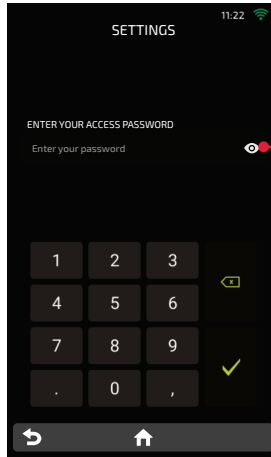 11:22
SETTINGS
ENTER YOUR ACCESS PASSWORD
Enter your password
1 2 3
4 5 6
x
7 8 9
. 0 ,